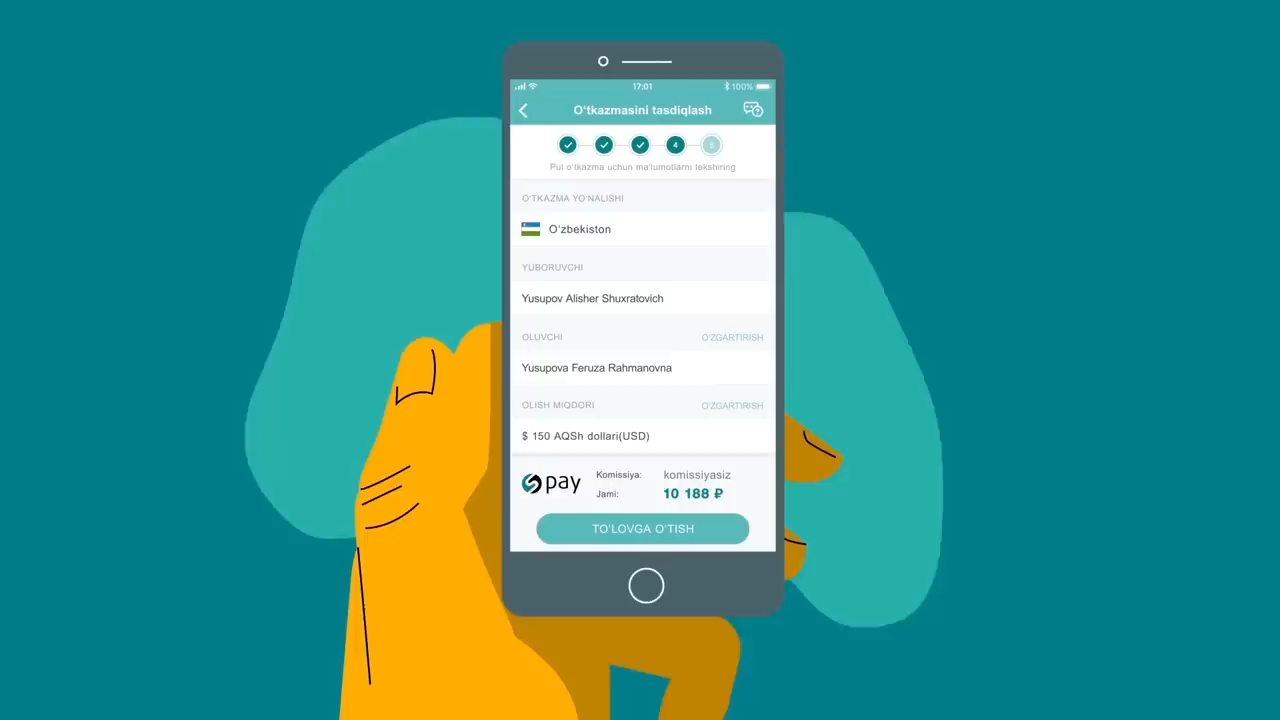 17:01
100%
O‘tkazmasini tasdiqlash
4
5
Pul o‘tkazma uchun ma’lumotlarni tekshiring
O‘TKAZMA YO‘NALISHI
O‘zbekiston
YUBORUVCHI
Yusupov Alisher Shuxratovich
OLUVCHI O‘ZGARTIRISH
Yusupova Feruza Rahmanovna
OLISH MIQDORI O‘ZGARTIRISH
$ 150 AQSh dollari(USD)
pay
Komissiya: komissiyasiz
Jami: 10 188 ₽
TO‘LOVGA O‘TISH